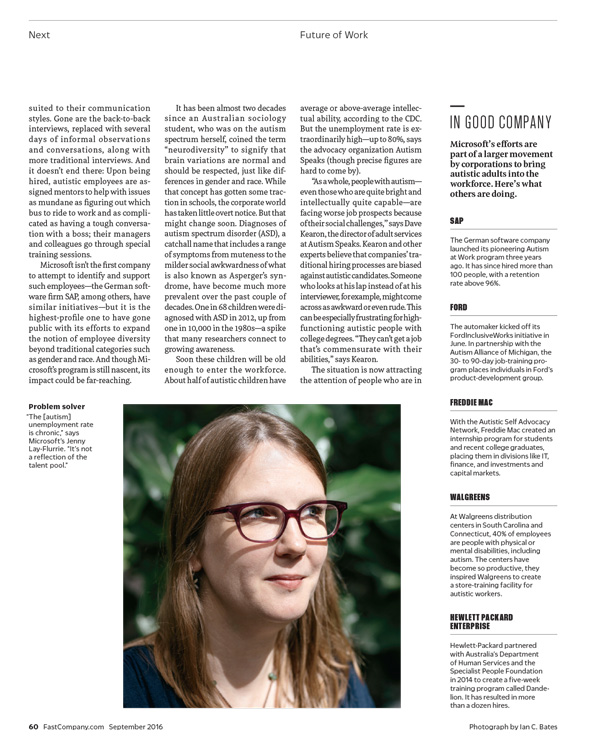 Next
Future of Work
suited to their communication
styles. Gone are the back-to-back
interviews, replaced with several
days of informal observations
and conversations, along with
more traditional interviews. And
it doesn't end there: Upon being
hired, autistic employees are as-
signed mentors to help with issues
as mundane as figuring out which
bus to ride to work and as compli-
cated as having a tough conversa-
tion with a boss; their managers
and colleagues go through special
training sessions.
Microsoft isn't the first company
to attempt to identify and support
such employees—the German soft-
ware firm SAP, among others, have
similar initiatives—but it is the
highest-profile one to have gone
public with its efforts to expand
the notion of employee diversity
beyond traditional categories such
as gender and race. And though Mi-
crosoft's program is still nascent, its
impact could be far-reaching.
It has been almost two decades
since an Australian sociology
student, who was on the autism
spectrum herself, coined the term
"neurodiversity" to signify that
brain variations are normal and
should be respected, just like dif-
ferences in gender and race. While
that concept has gotten some trac-
tion in schools, the corporate world
has taken little overt notice. But that
might change soon. Diagnoses of
autism spectrum disorder (ASD), a
catchall name that includes a range
of symptoms from muteness to the
milder social awkwardness of what
is also known as Asperger's syn-
drome, have become much more
prevalent over the past couple of
decades. One in 68 children were di-
agnosed with ASD in 2012, up from
one in 10,000 in the 1980s—a spike
that many researchers connect to
growing awareness.
Soon these children will be old
enough to enter the workforce.
About half of autistic children have
average or above-average intellec-
tual ability, according to the CDC.
But the unemployment rate is ex-
traordinarily high—up to 80%, says
the advocacy organization Autism
Speaks (though precise figures are
hard to come by).
"As a whole, people with autism—
even those who are quite bright and
intellectually quite capable—are
facing worse job prospects because
of their social challenges," says Dave
Kearon, the director of adult services
at Autism Speaks. Kearon and other
experts believe that companies' tra-
ditional hiring processes are biased
against autistic candidates. Someone
who looks at his lap instead of at his
interviewer, for example, might come
across as awkward or even rude. This
can be especially frustrating for high-
functioning autistic people with
college degrees. "They can't get a job
that's commensurate with their
abilities," says Kearon.
The situation is now attracting
the attention of people who are in
IN GOOD COMPANY
Microsoft's efforts are
part of a larger movement
by corporations to bring
autistic adults into the
workforce. Here's what
others are doing.
SAP
The German software company
launched its pioneering Autism
at Work program three years
ago. It has since hired more than
100 people, with a retention
rate above 96%.
FORD
The automaker kicked off its
FordInclusiveWorks initiative in
June. In partnership with the
Autism Alliance of Michigan, the
30- to 90-day job-training pro-
gram places individuals in Ford's
product-development group.
FREDDIE MAC
With the Autistic Self Advocacy
Network, Freddie Mac created an
internship program for students
and recent college graduates,
placing them in divisions like IT,
finance, and investments and
capital markets.
WALGREENS
At Walgreens distribution
centers in South Carolina and
Connecticut, 40% of employees
are people with physical or
mental disabilities, including
autism. The centers have
become so productive, they
inspired Walgreens to create
a store-training facility for
autistic workers.
HEWLETT PACKARD
ENTERPRISE
Hewlett-Packard partnered
with Australia's Department
of Human Services and the
Specialist People Foundation
in 2014 to create a five-week
training program called Dande-
lion. It has resulted in more
than a dozen hires.
Problem solver
"The [autism]
unemployment rate
is chronic," says
Microsoft's Jenny
Lay-Flurrie. "It's not
a reflection of the
talent pool."
60 FastCompany.com September 2016
Photograph by Ian C. Bates